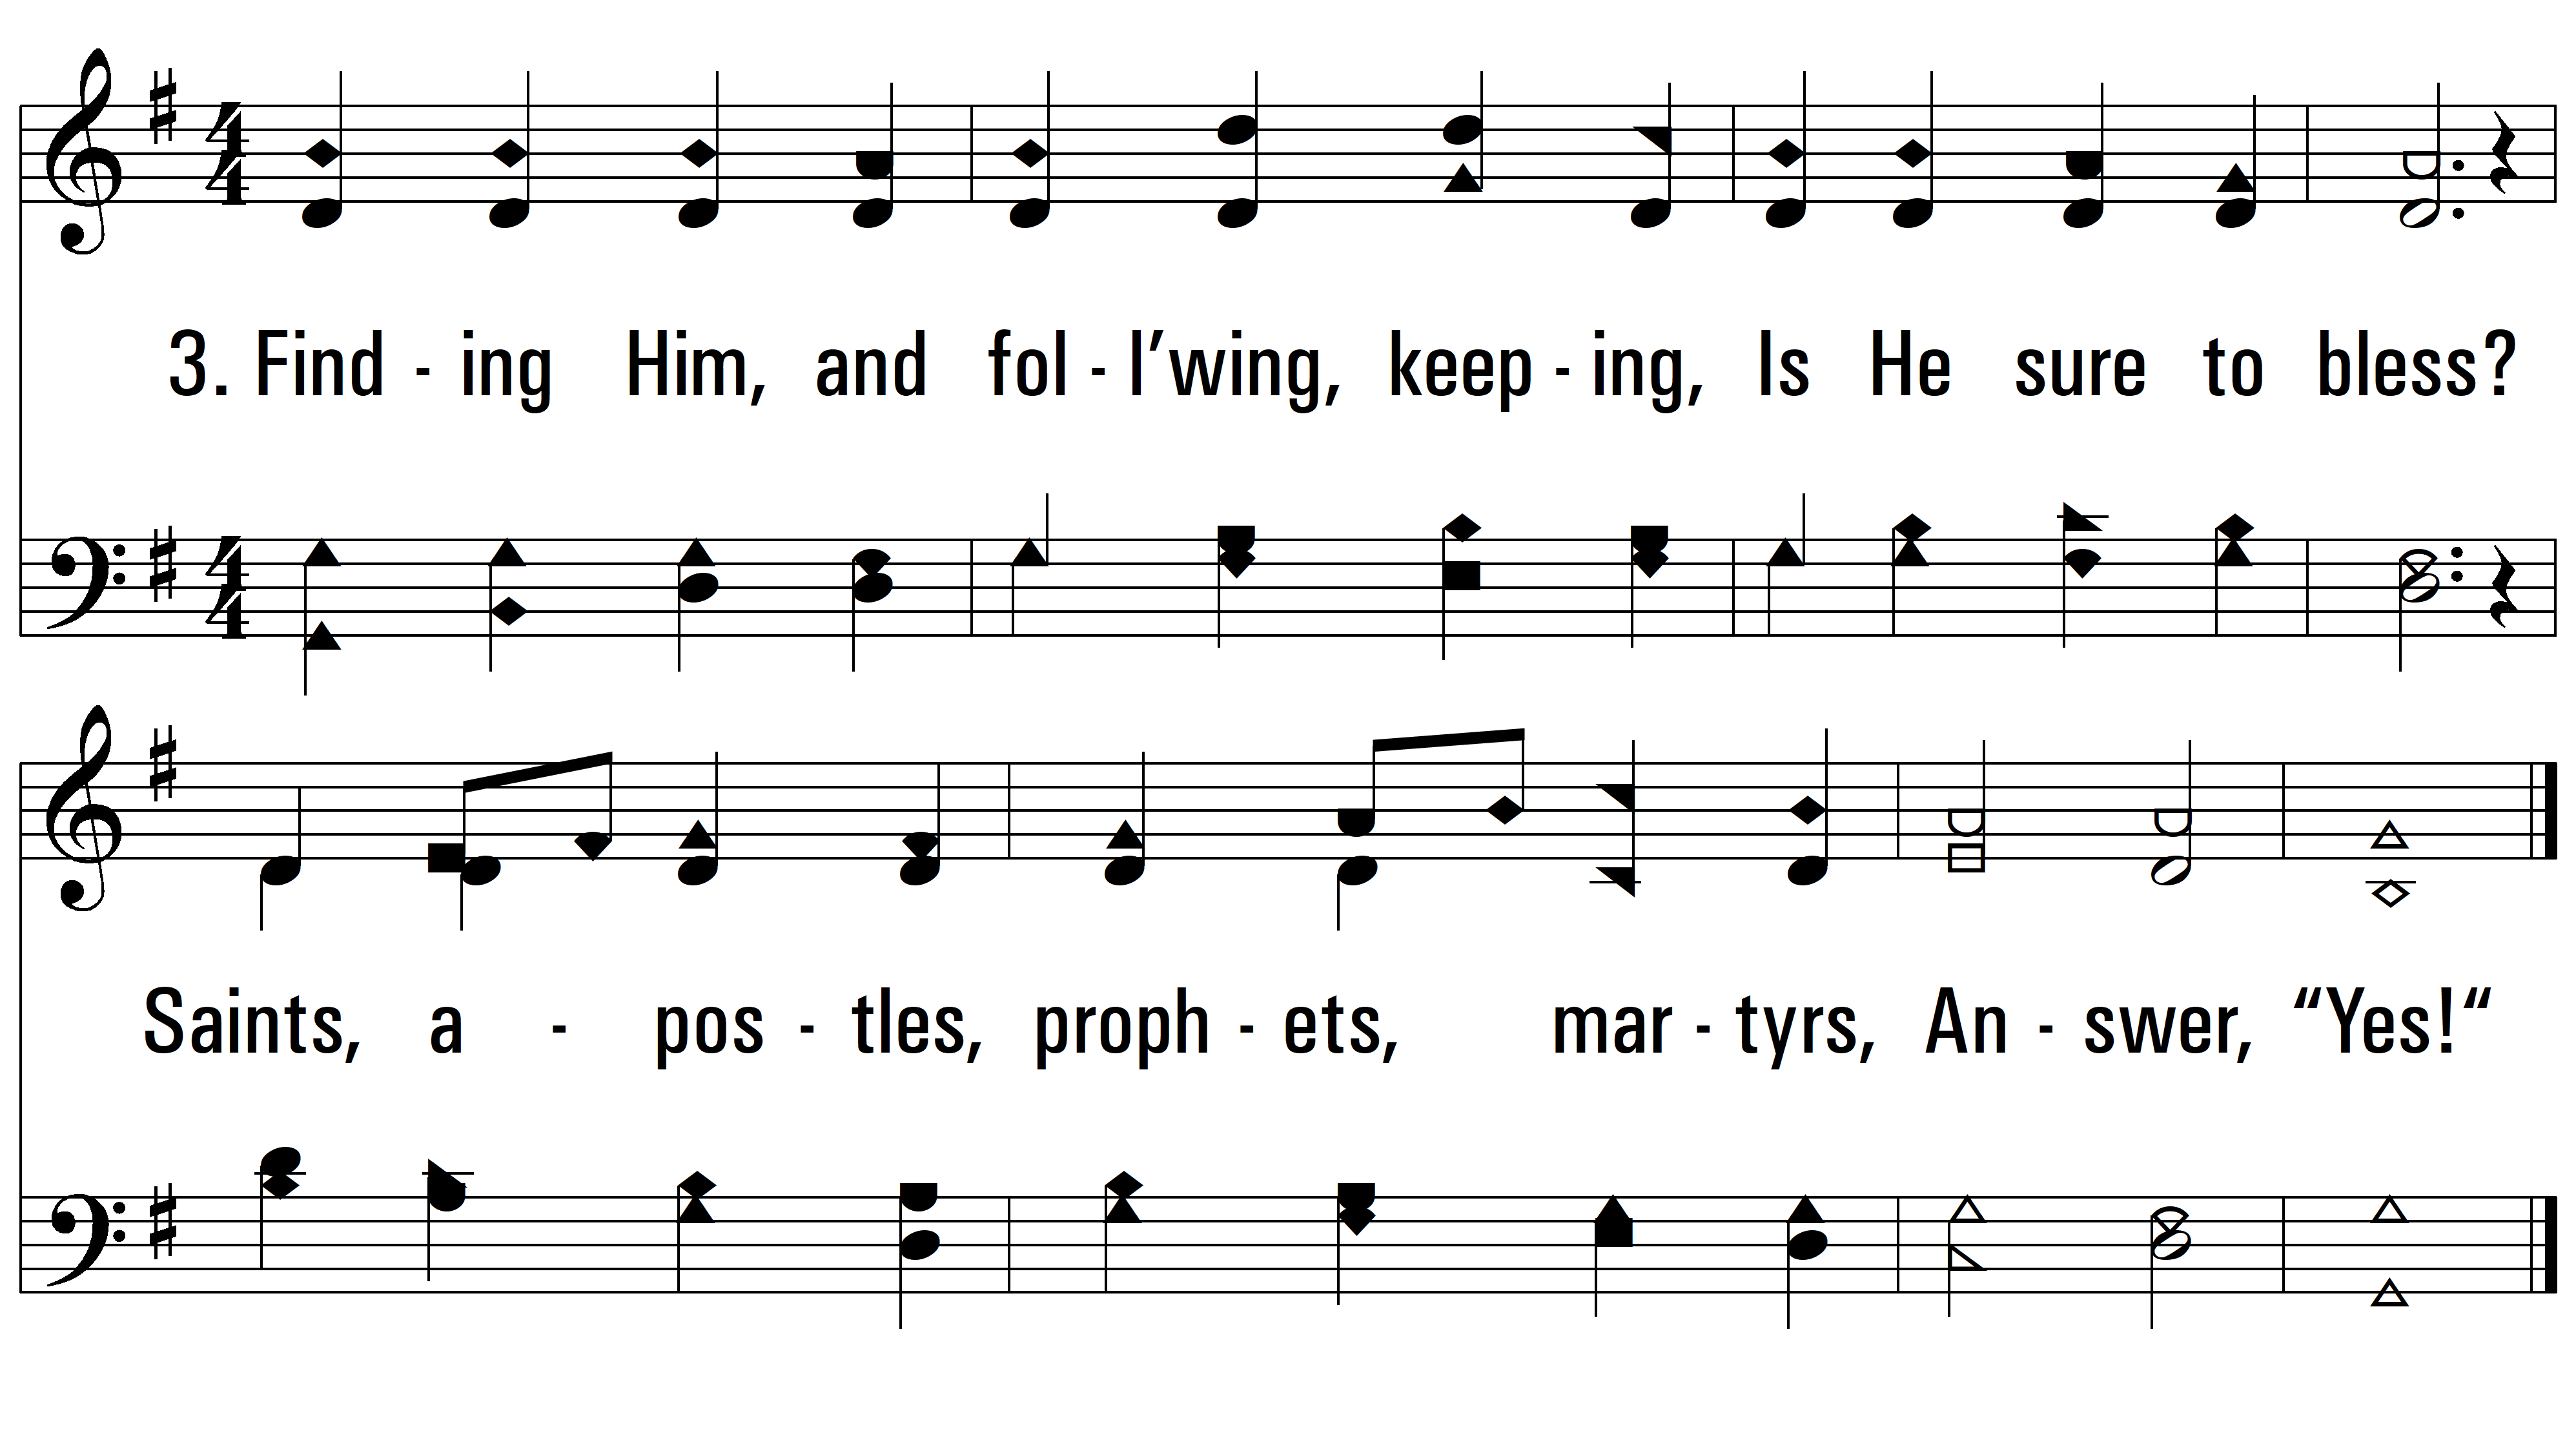 3. Find - ing Him, and fol - l’wing, keep - ing, Is He sure to bless?
Saints, a - pos - tles, proph - ets, mar - tyrs, An - swer, “Yes!“